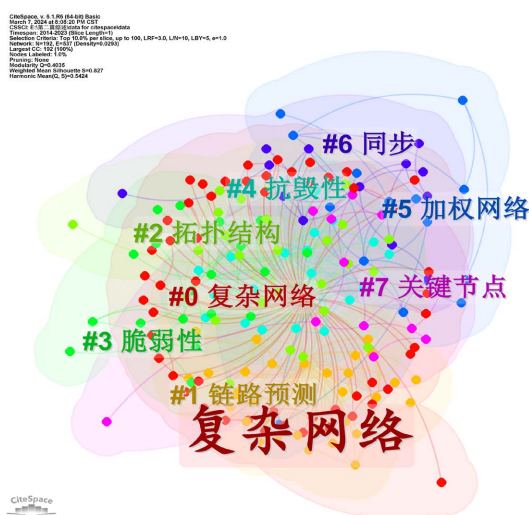 CiteSpace, v. 6.1.R6 (64-bit) Basic
March 7, 2024 at 8:08:20 PM CST
Timespan: 2014-2023 (Slice Length=1)
Selection Criteria: Top 10.0% per slice, up to 100, LRF=3.0, L/N=10, LBY=5, e=1.0
Network: N=192, E=537 (Density=0.0293)
Largest CC: 192 (100%)
Nodes Labeled: 1.0%
Pruning: None
Modularity Q=0.4035
Weighted Mean Silhouette S=0.827
Harmonic Mean(Q, S)=0.5424
#6 同步
#4 抗毁性
#5 加权网络
#2 拓扑结构
#7 关键节点
#0 复杂网络
#3 脆弱性
#1 链路预测
复杂网络
CiteSpace